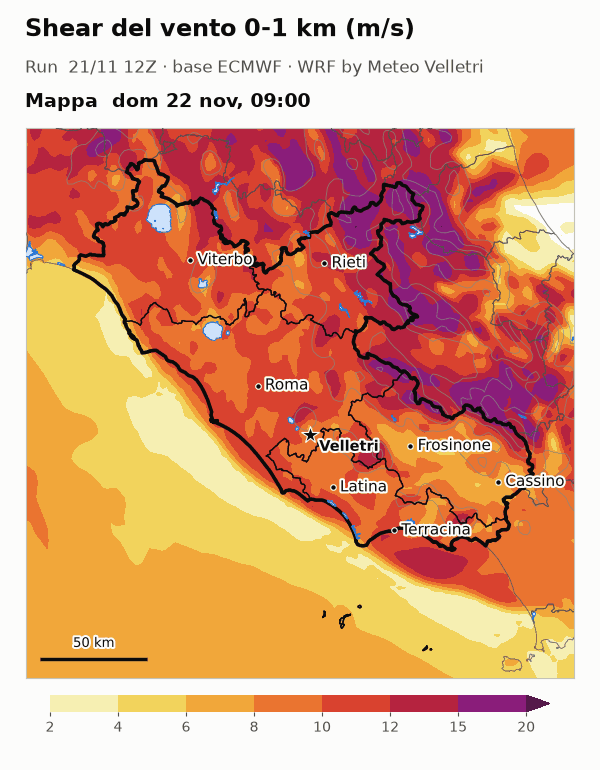 Shear del vento 0-1 km (m/s)
Run  21/11 12Z · base ECMWF · WRF by Meteo Velletri
Mappa  dom 22 nov, 09:00
Viterbo
Rieti
Roma
Velletri
Frosinone
Cassino
Latina
Terracina
50 km
2 4 6 8 10 12 15 20